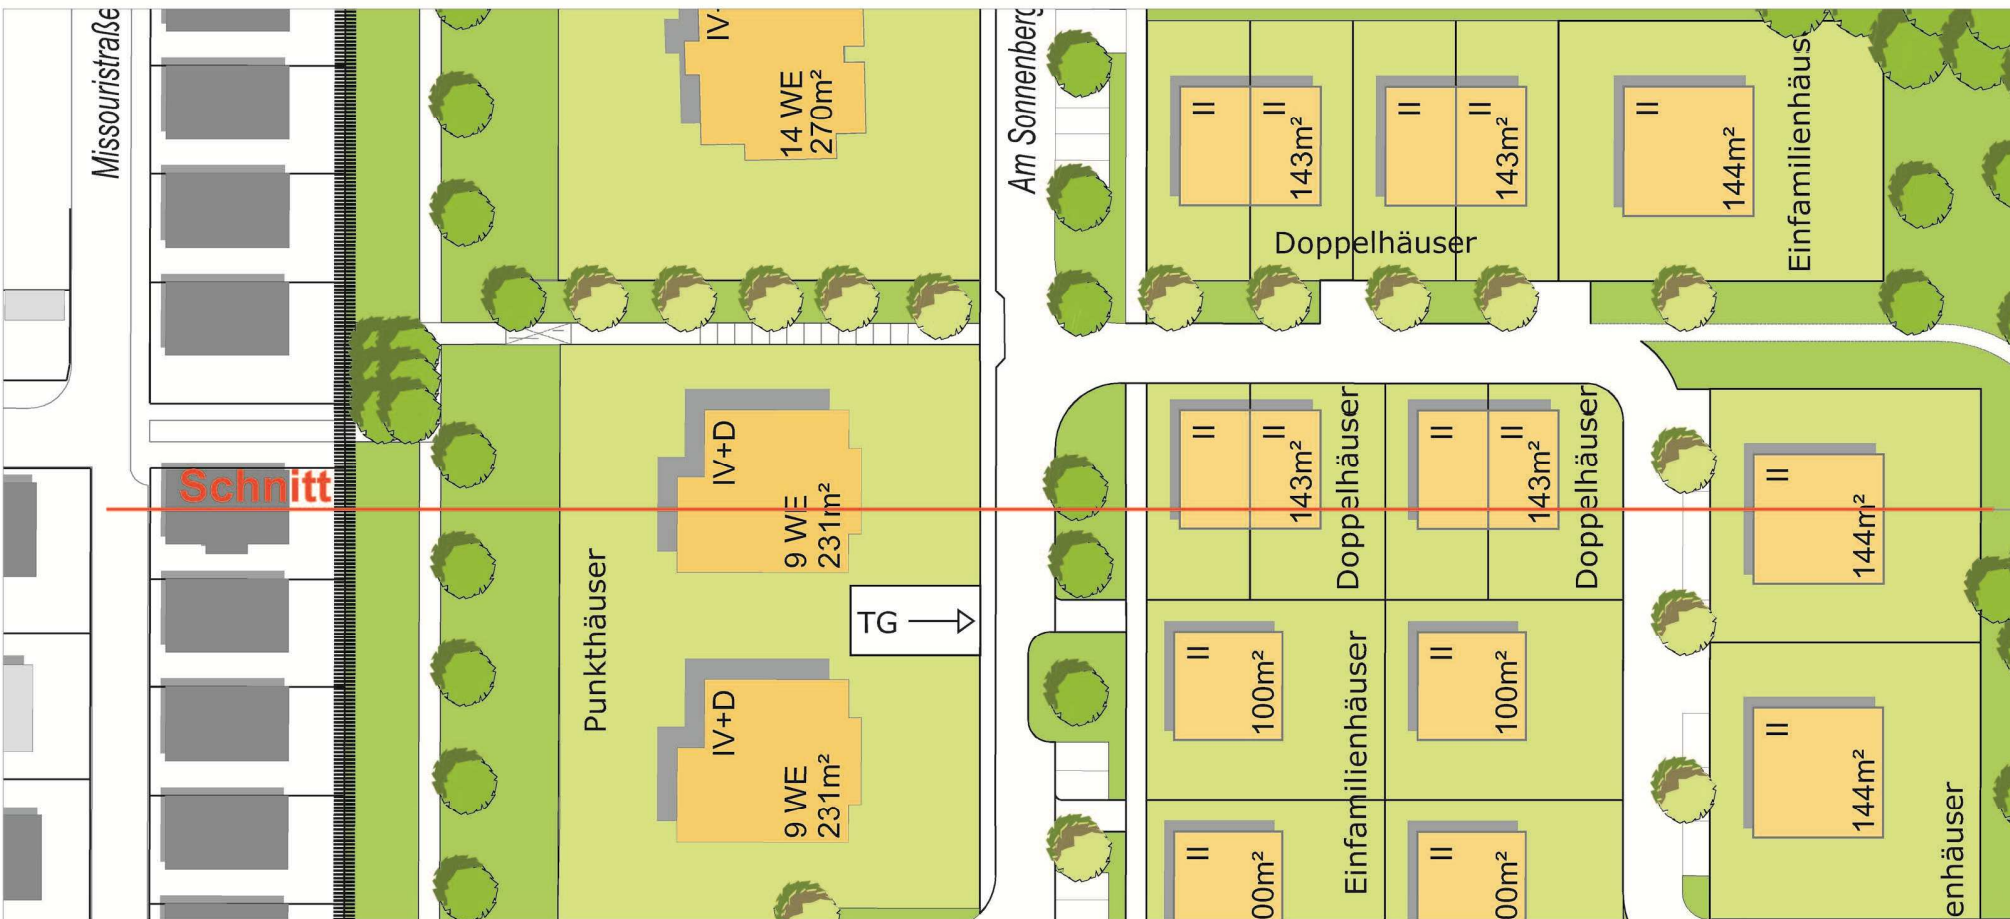 Missouristraße
Schnitt
IV+
14 WE
270m²
Am Sonnenberg
II
II
143m²
II
II
143m²
II
144m²
Doppelhäuser
Einfamilienhäus
IV+D
9 WE
231m²
Punkthäuser
TG
IV+D
9 WE
231m²
II
II
143m²
Doppelhäuser
II
II
143m²
Doppelhäuser
II
144m²
II
100m²
Einfamilienhäuser
II
100m²
II
144m²
II
00m²
II
00m²
enhäuser